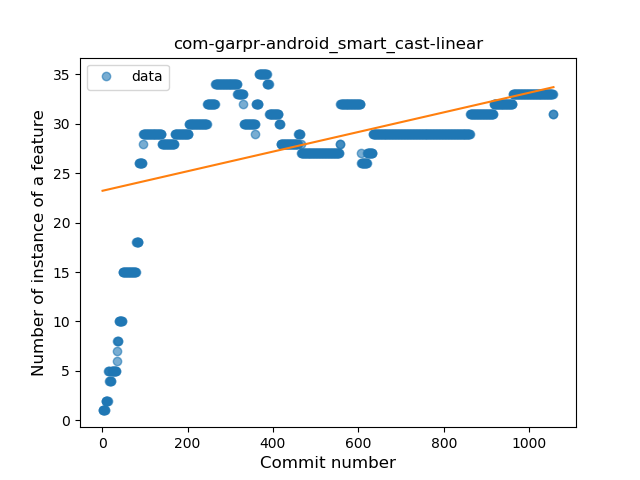 com-garpr-android_smart_cast-linear
data
Number of instance of a feature
35
30
25
20
15
10
5
0
0 200 400 600 800 1000
Commit number